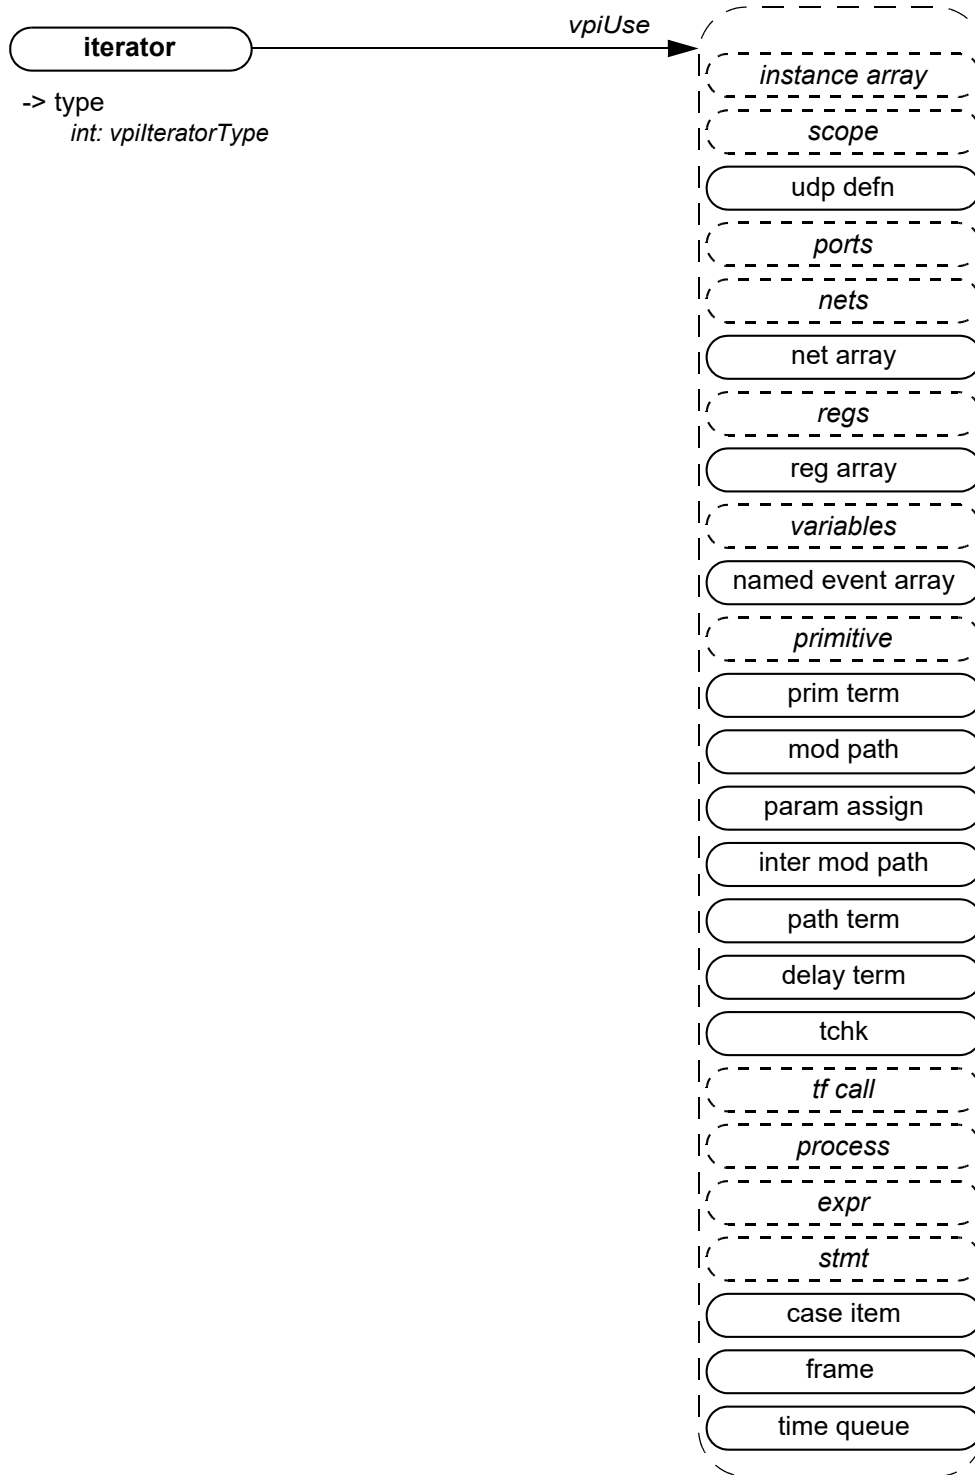 vpiUse
iterator
-> type
int: vpiIteratorType
instance array
scope
udp defn
ports
nets
net array
regs
reg array
variables
named event array
primitive
prim term
mod path
param assign
inter mod path
path term
delay term
tchk
tf call
process
expr
stmt
case item
frame
time queue